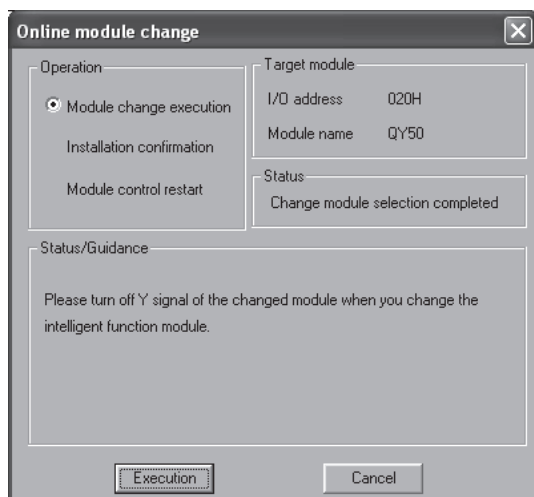 Online module change
Operation
Module change execution
Installation confirmation
Module control restart
Target module
I/O address 020H
Module name QY50
Status
Change module selection completed
Status/Guidance
Please turn off Y signal of the changed module when you change the
intelligent function module.
Execution
Cancel